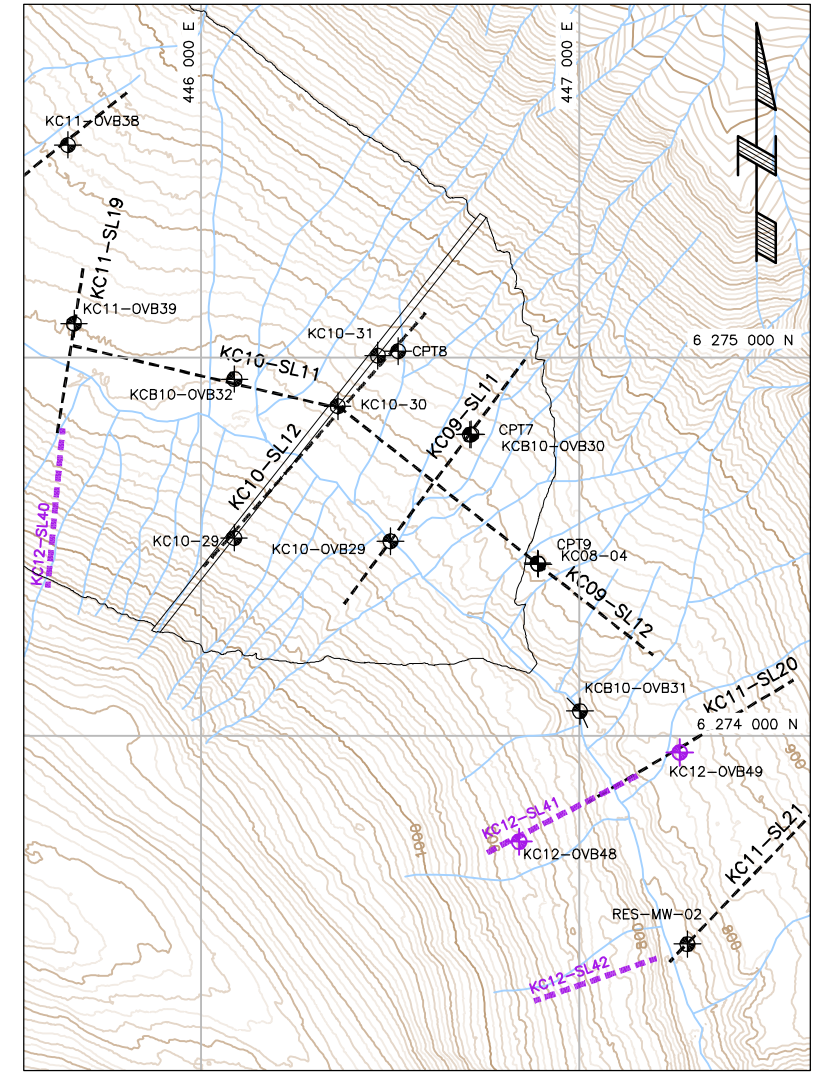 446 000 E
447 000 E
KC11-OVB38
KC11-SL19
KC11-OVB39
KC10-31
CPT8
6 275 000 N
KC10-SL11
KCB10-OVB32
KC10-30
KC09-SL11
CPT7
KCB10-OVB30
KC10-SL12
KC12-SL40
KC10-29
KC10-OVB29
CPT9
KC08-04
KC09-SL12
KCB10-OVB31
KC11-SL20
6 274 000 N
900
KC12-OVB49
KC12-SL41
KC12-OVB48
1000
KC11-SL21
RES-MW-02
800
800
KC12-SL42